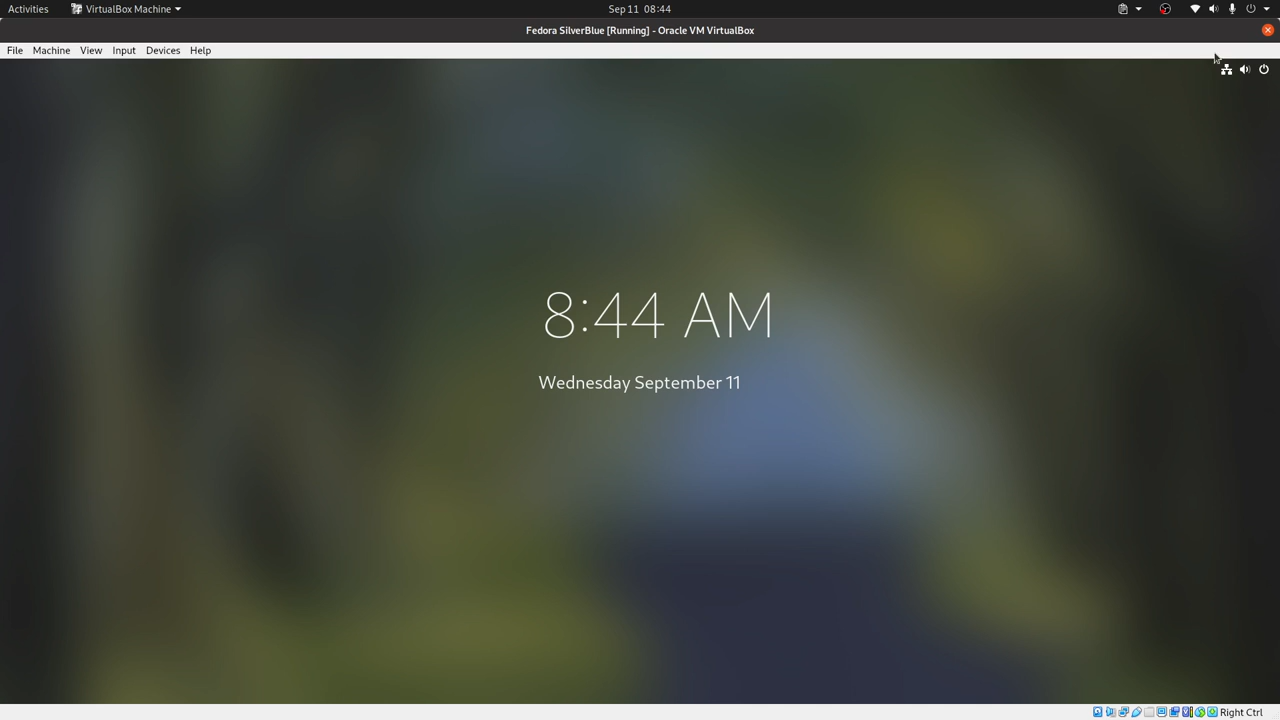 Activities VirtualBox Machine Sep 11 08:44
Fedora SilverBlue [Running] - Oracle VM VirtualBox
File Machine View Input Devices Help
8:44 AM
Wednesday September 11
Right Ctrl